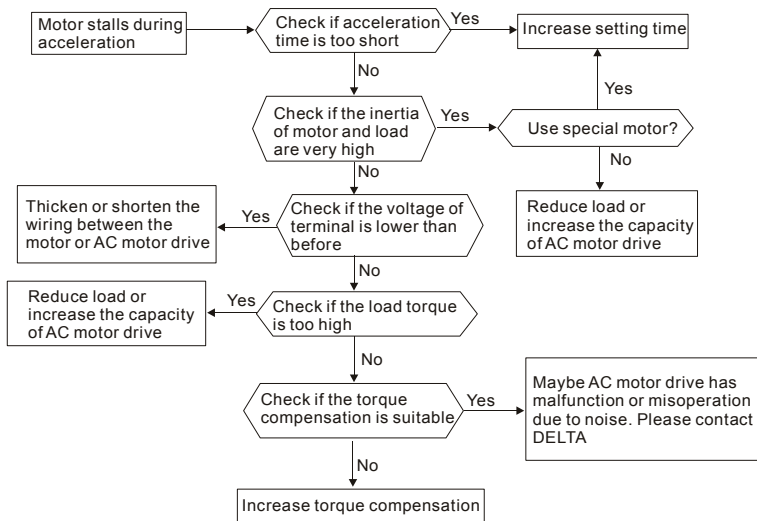 Motor stalls during
acceleration
Check if acceleration
time is too short
Yes
Increase setting time
No
Yes
Check if the inertia
of motor and load
are very high
Yes
Use special motor?
No
No
Thicken or shorten the
wiring between the
motor or AC motor drive
Yes
Check if the voltage of
terminal is lower than
before
Reduce load or
increase the capacity
of AC motor drive
No
Reduce load or
increase the capacity
of AC motor drive
Yes
Check if the load torque
is too high
No
Check if the torque
compensation is suitable
Yes
Maybe AC motor drive has
malfunction or misoperation
due to noise. Please contact
DELTA
No
Increase torque compensation